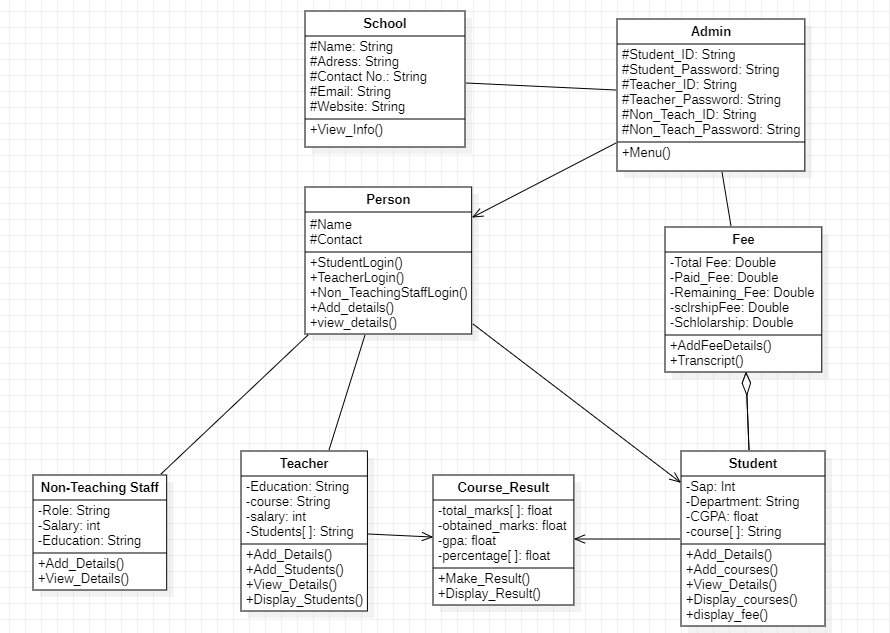 School
#Name: String
#Adress: String
#Contact No.: String
#Email: String
#Website: String
+View_Info()
Admin
#Student_ID: String
#Student_Password: String
#Teacher_ID: String
#Teacher_Password: String
#Non_Teach_ID: String
#Non_Teach_Password: String
+Menu()
Person
#Name
#Contact
+StudentLogin()
+TeacherLogin()
+Non_TeachingStaffLogin()
+Add_details()
+view_details()
Fee
-Total Fee: Double
-Paid_Fee: Double
-Remaining_Fee: Double
-sclrshipFee: Double
-Schlolarship: Double
+AddFeeDetails()
+Transcript()
Non-Teaching Staff
-Role: String
-Salary: int
-Education: String
+Add_Details()
+View_Details()
Teacher
-Education: String
-course: String
-salary: int
-Students[ ]: String
+Add_Details()
+Add_Students()
+View_Details()
+Display_Students()
Course_Result
-total_marks[ ]: float
-obtained_marks: float
-gpa: float
-percentage[ ]: float
+Make_Result()
+Display_Result()
Student
-Sap: Int
-Department: String
-CGPA: float
-course[ ]: String
+Add_Details()
+Add_courses()
+View_Details()
+Display_courses()
+display_fee()